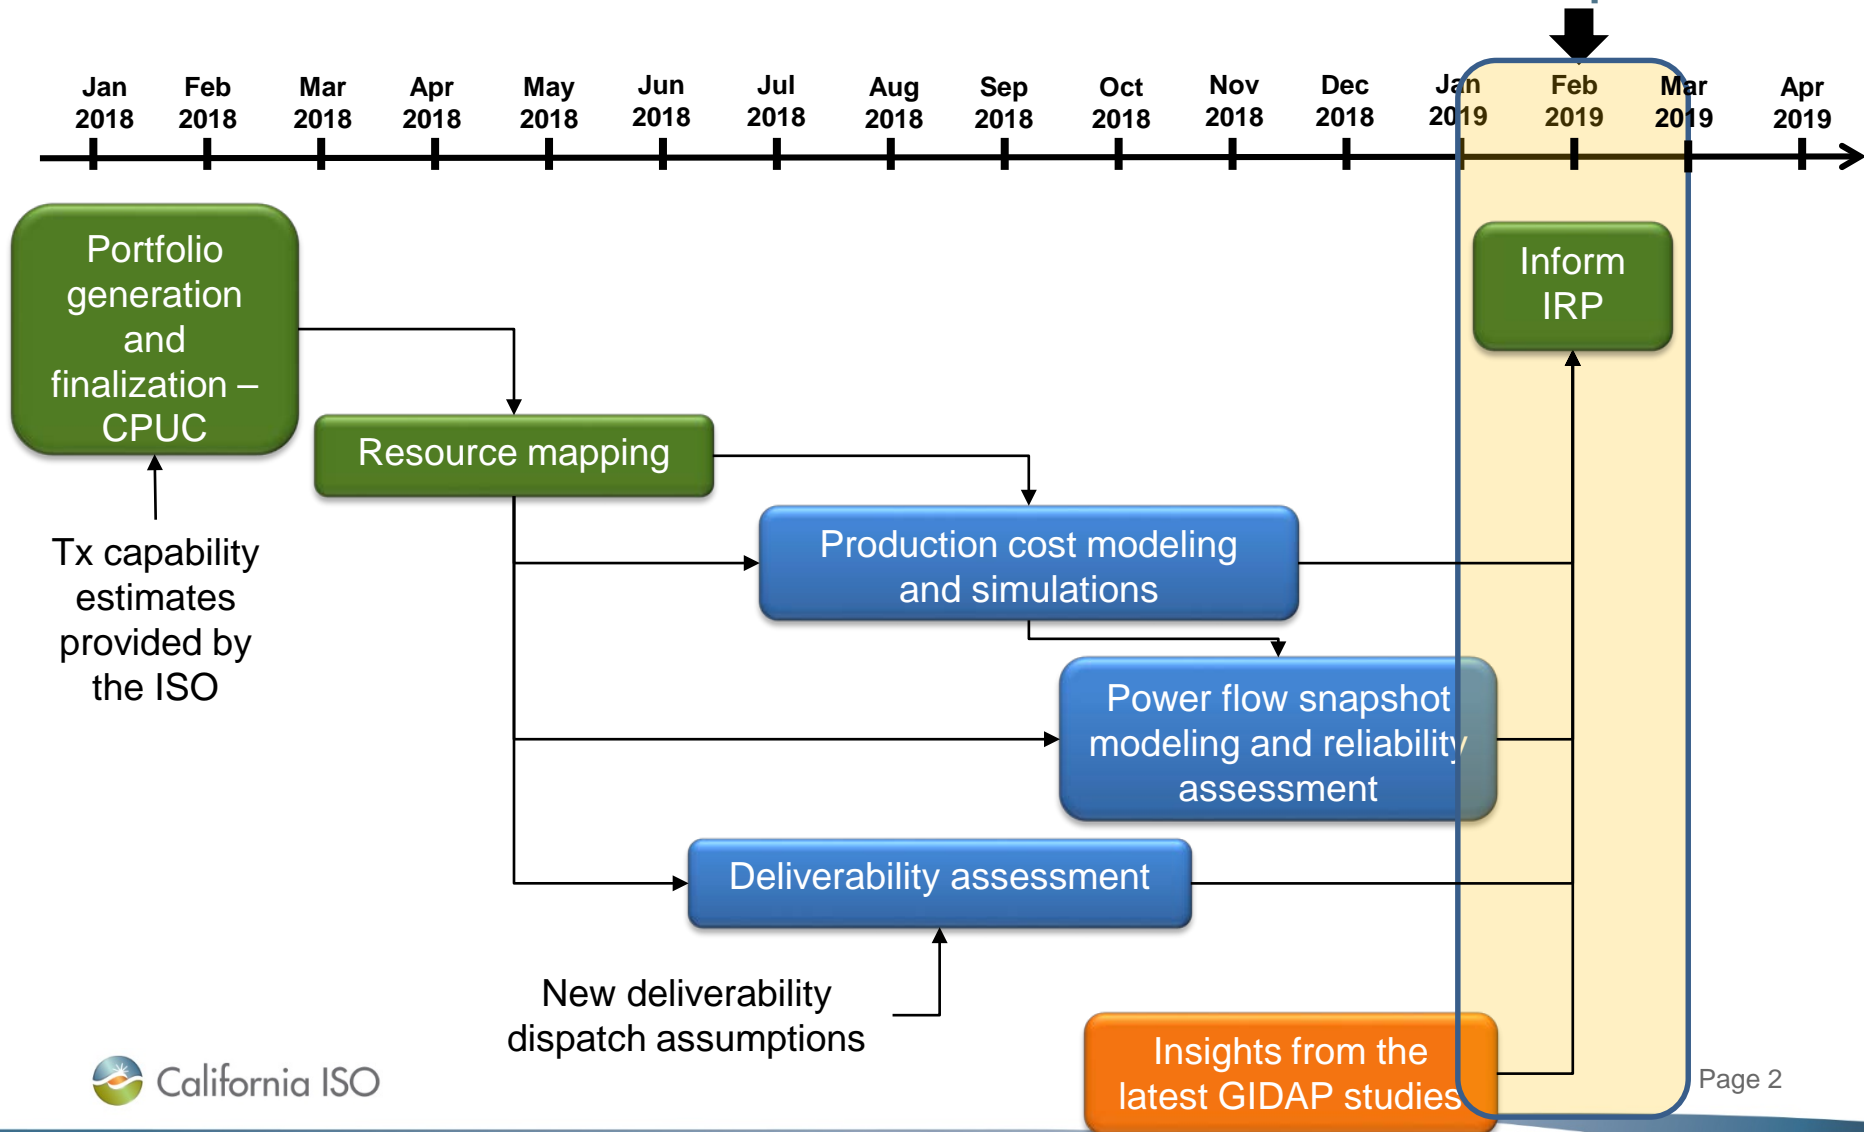 Jan Feb Mar Apr May Jun Jul Aug Sep Oct Nov Dec Jan Feb Mar Apr
2018 2018 2018 2018 2018 2018 2018 2018 2018 2018 2018 2018 2019 2019 2019 2019
Portfolio
generation
and
finalization –
CPUC
Inform
IRP
Resource mapping
Tx capability
estimates
provided by
the ISO
Production cost modeling
and simulations
Power flow snapshot
modeling and reliability
assessment
Deliverability assessment
New deliverability
dispatch assumptions
Insights from the
latest GIDAP studies
California ISO
Page 2